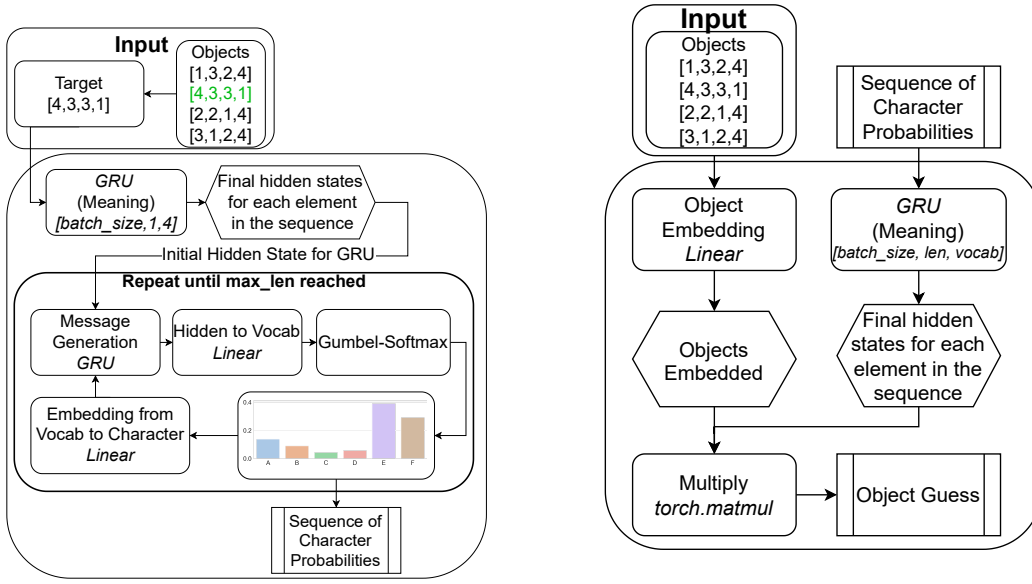 Input
Objects
[1,3,2,4]
[4,3,3,1]
[2,2,1,4]
[3,1,2,4]
Target
[4,3,3,1]
GRU
(Meaning)
[batch_size,1,4]
Final hidden states
for each element
in the sequence
Initial Hidden State for GRU
Repeat until max_len reached
Message
Generation
GRU
Hidden to Vocab
Linear
Gumbel-Softmax
Embedding from
Vocab to Character
Linear
0.4
0.2
0.0
A B C D E F
Sequence of
Character
Probabilities
Input
Objects
[1,3,2,4]
[4,3,3,1]
[2,2,1,4]
[3,1,2,4]
Sequence of
Character
Probabilities
Object
Embedding
Linear
GRU
(Meaning)
[batch_size, len, vocab]
Objects
Embedded
Final hidden
states for each
element in the
sequence
Multiply
torch.matmul
Object Guess